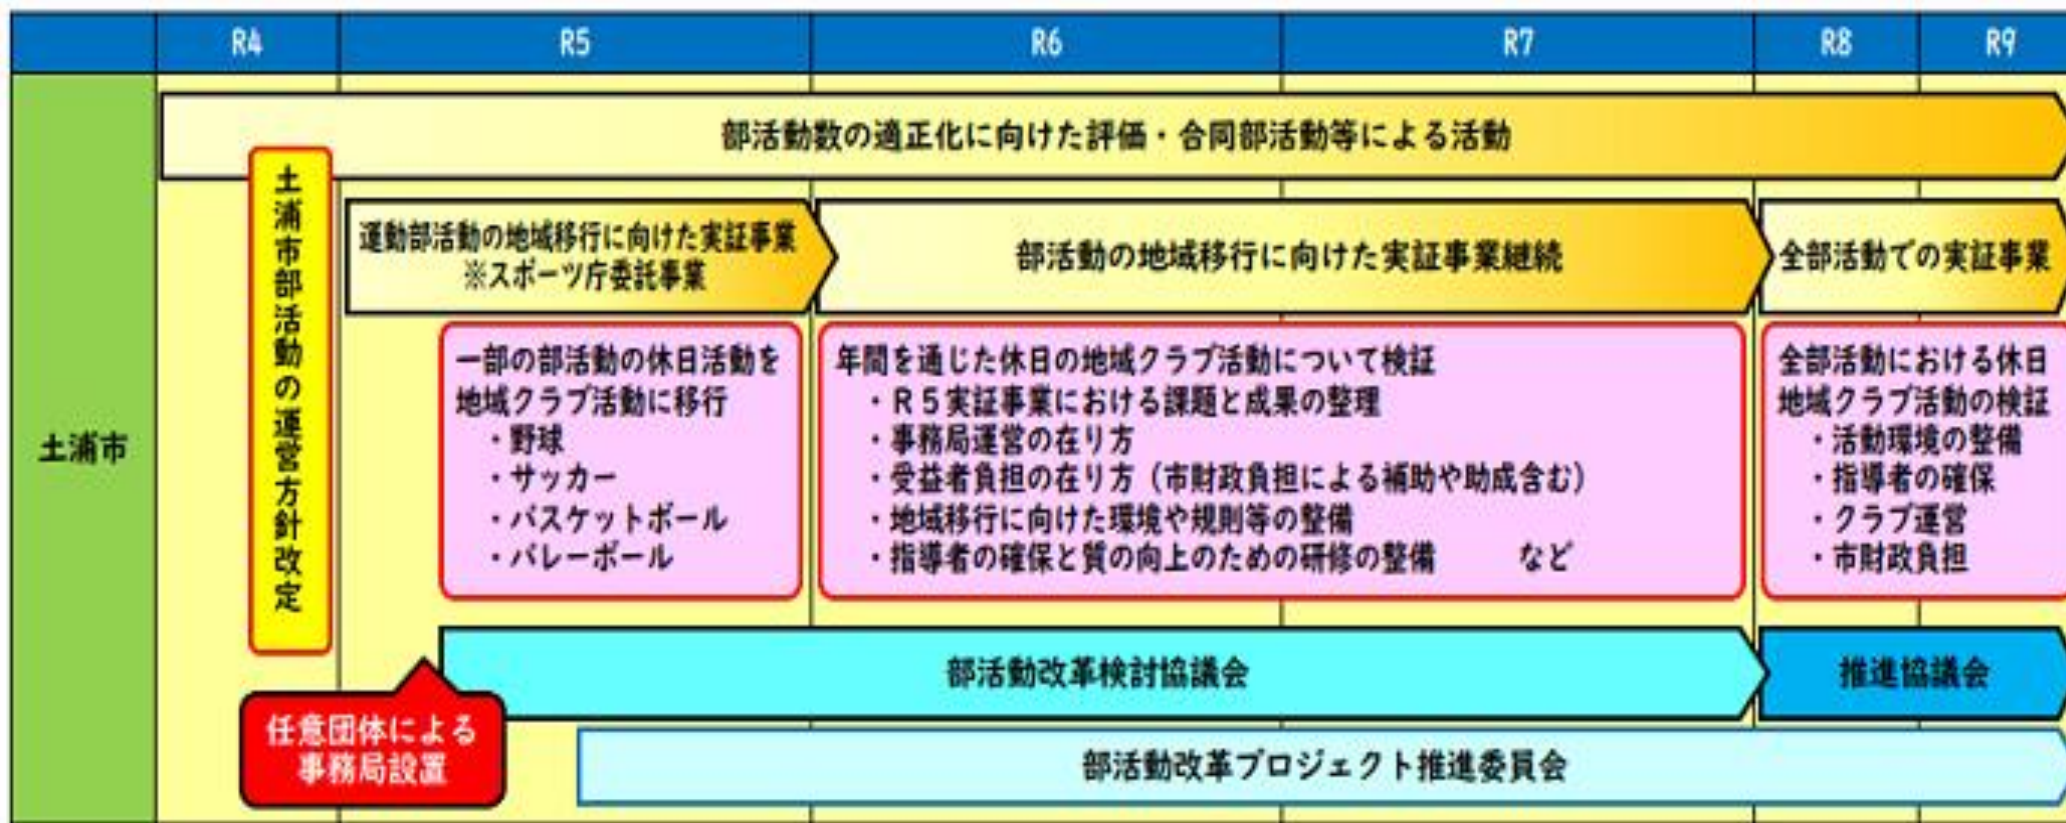 R4 R5 R6 R7 R8 R9
土浦市
部活動数の適正化に向けた評価・合同部活動等による活動
土浦市部活動の運営方針改定
運動部活動の地域移行に向けた実証事業
※スポーツ庁委託事業
部活動の地域移行に向けた実証事業継続
全部活動での実証事業
一部の部活動の休日活動を
地域クラブ活動に移行
・野球
・サッカー
・バスケットボール
・バレーボール
年間を通じた休日の地域クラブ活動について検証
・R5実証事業における課題と成果の整理
・事務局運営の在り方
・受益者負担の在り方（市財政負担による補助や助成含む）
・地域移行に向けた環境や規則等の整備
・指導者の確保と質の向上のための研修の整備　など
全部活動における休日
地域クラブ活動の検証
・活動環境の整備
・指導者の確保
・クラブ運営
・市財政負担
部活動改革検討協議会
推進協議会
任意団体による
事務局設置
部活動改革プロジェクト推進委員会